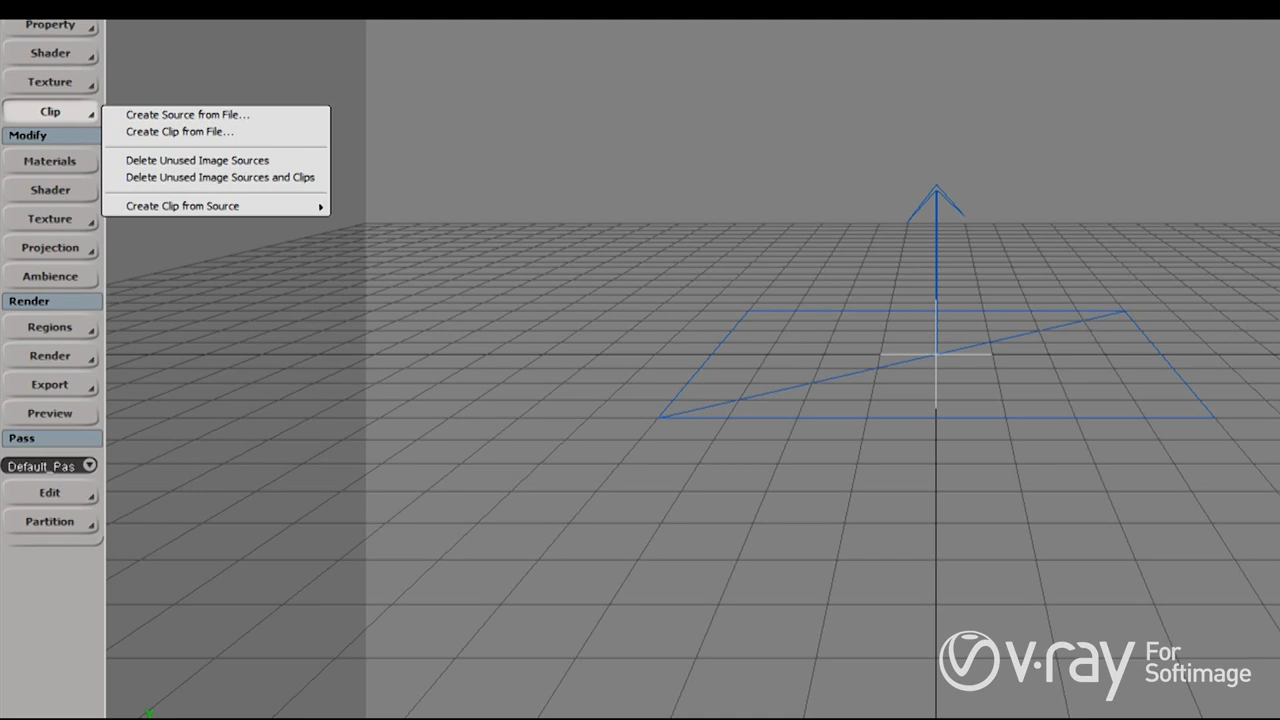 Property
Shader
Texture
Clip
Create Source from File...
Create Clip from File...
Delete Unused Image Sources
Delete Unused Image Sources and Clips
Create Clip from Source
Modify
Materials
Shader
Texture
Projection
Ambience
Render
Regions
Render
Export
Preview
Pass
Default_Pas
Edit
Partition
v·ray For
Softimage